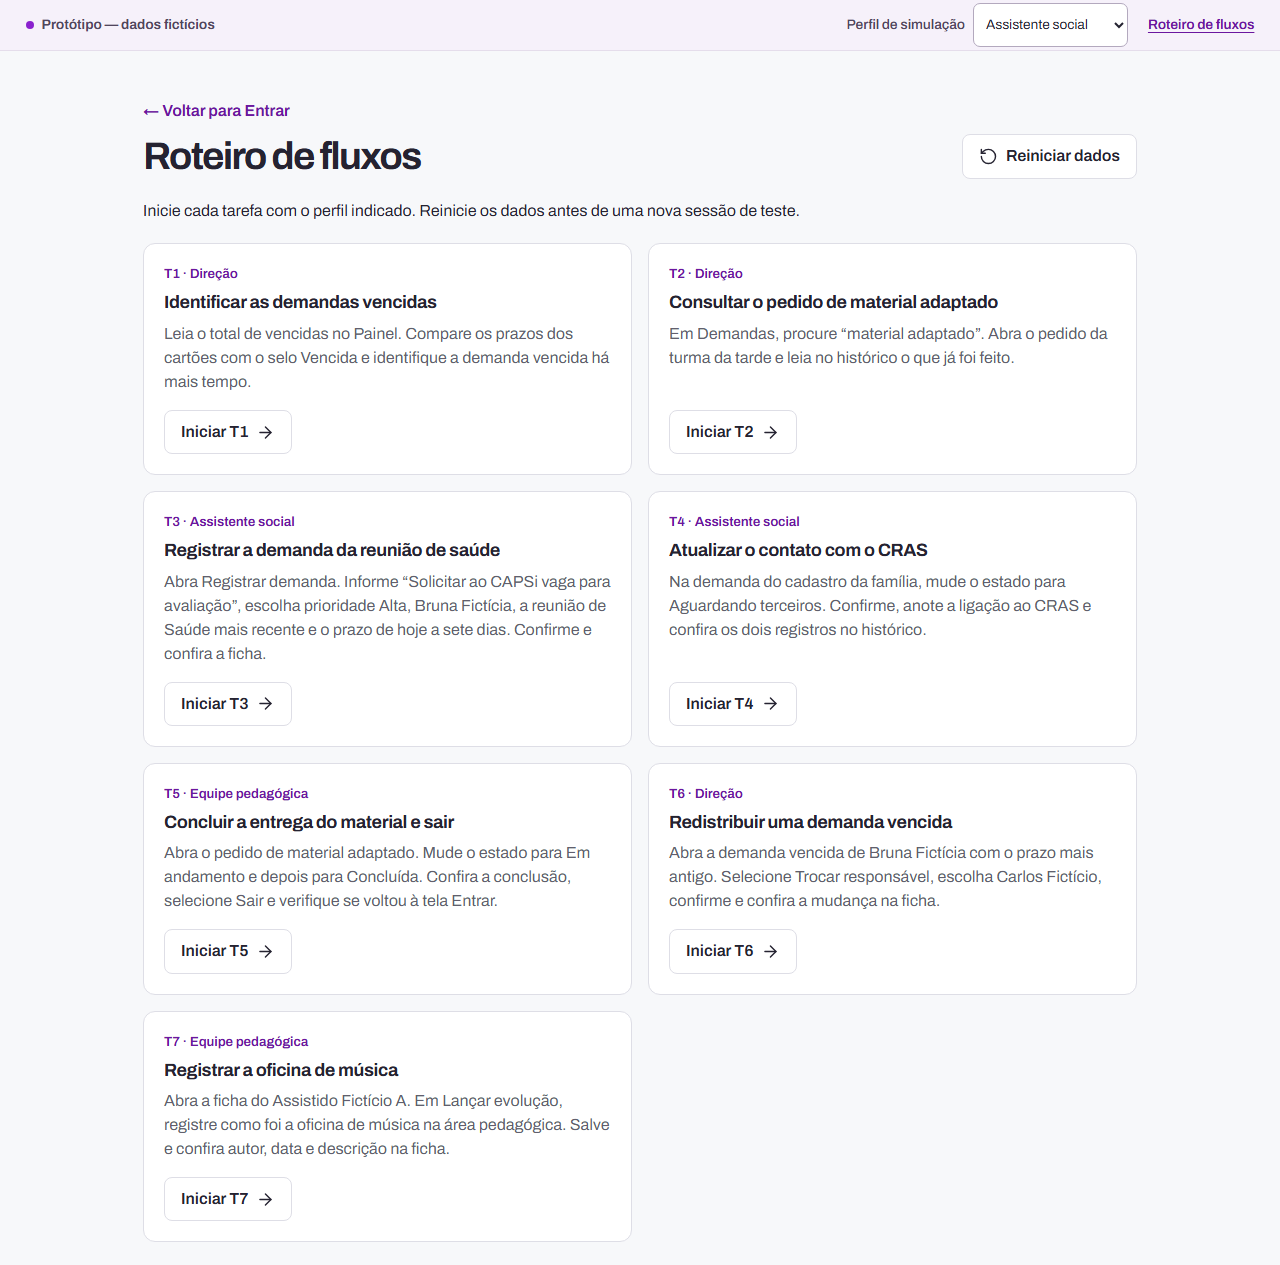 Protótipo — dados fictícios
Perfil de simulação
Assistente social
Roteiro de fluxos
← Voltar para Entrar
Roteiro de fluxos
Reiniciar dados
Inicie cada tarefa com o perfil indicado. Reinicie os dados antes de uma nova sessão de teste.
T1 · Direção
Identificar as demandas vencidas
Leia o total de vencidas no Painel. Compare os prazos dos
cartões com o selo Vencida e identifique a demanda vencida há
mais tempo.
Iniciar T1 →
T2 · Direção
Consultar o pedido de material adaptado
Em Demandas, procure “material adaptado”. Abra o pedido da
turma da tarde e leia no histórico o que já foi feito.
Iniciar T2 →
T3 · Assistente social
Registrar a demanda da reunião de saúde
Abra Registrar demanda. Informe “Solicitar ao CAPSi vaga para
avaliação”, escolha prioridade Alta, Bruna Fictícia, a reunião de
Saúde mais recente e o prazo de hoje a sete dias. Confirme e
confira a ficha.
Iniciar T3 →
T4 · Assistente social
Atualizar o contato com o CRAS
Na demanda do cadastro da família, mude o estado para
Aguardando terceiros. Confirme, anote a ligação ao CRAS e
confira os dois registros no histórico.
Iniciar T4 →
T5 · Equipe pedagógica
Concluir a entrega do material e sair
Abra o pedido de material adaptado. Mude o estado para Em
andamento e depois para Concluída. Confira a conclusão,
selecione Sair e verifique se voltou à tela Entrar.
Iniciar T5 →
T6 · Direção
Redistribuir uma demanda vencida
Abra a demanda vencida de Bruna Fictícia com o prazo mais
antigo. Selecione Trocar responsável, escolha Carlos Fictício,
confirme e confira a mudança na ficha.
Iniciar T6 →
T7 · Equipe pedagógica
Registrar a oficina de música
Abra a ficha do Assistido Fictício A. Em Lançar evolução,
registre como foi a oficina de música na área pedagógica. Salve
e confira autor, data e descrição na ficha.
Iniciar T7 →